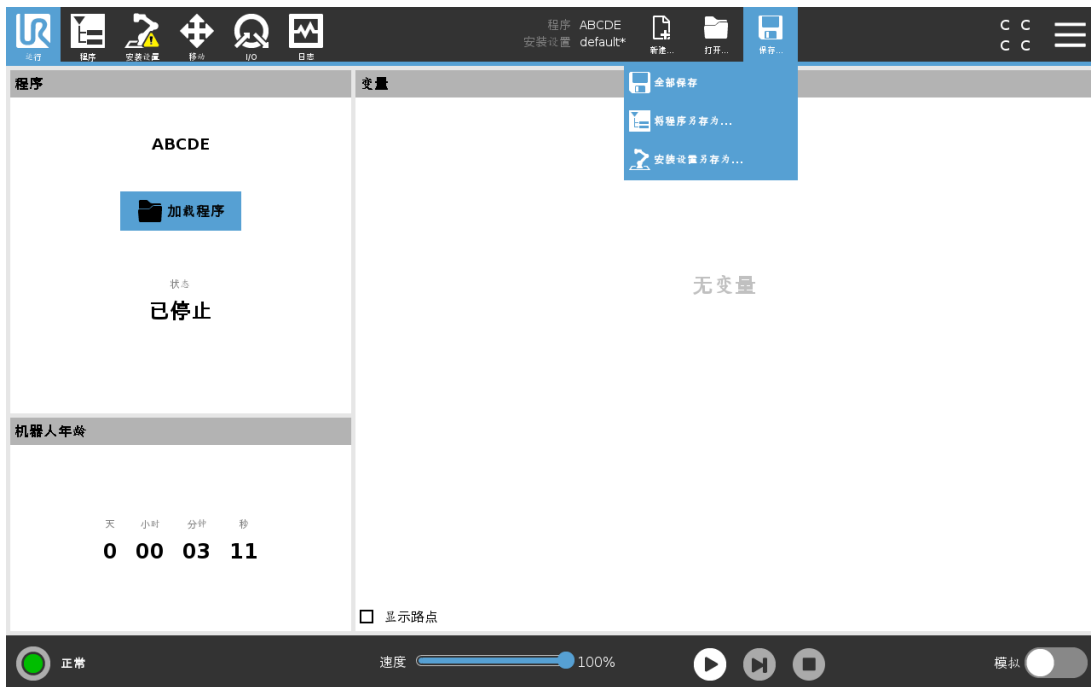 UR
运行
程序
安装设置
移动
I/O
日志
程序 ABCDE
安装设置 default*
新建...
打开...
保存...
C C
C C
全部保存
将程序另存为...
安装设置另存为...
程序
ABCDE
加载程序
状态
已停止
机器人年龄
天 小时 分钟 秒
0 00 03 11
变量
无变量
显示路点
正常
速度 100%
模拟